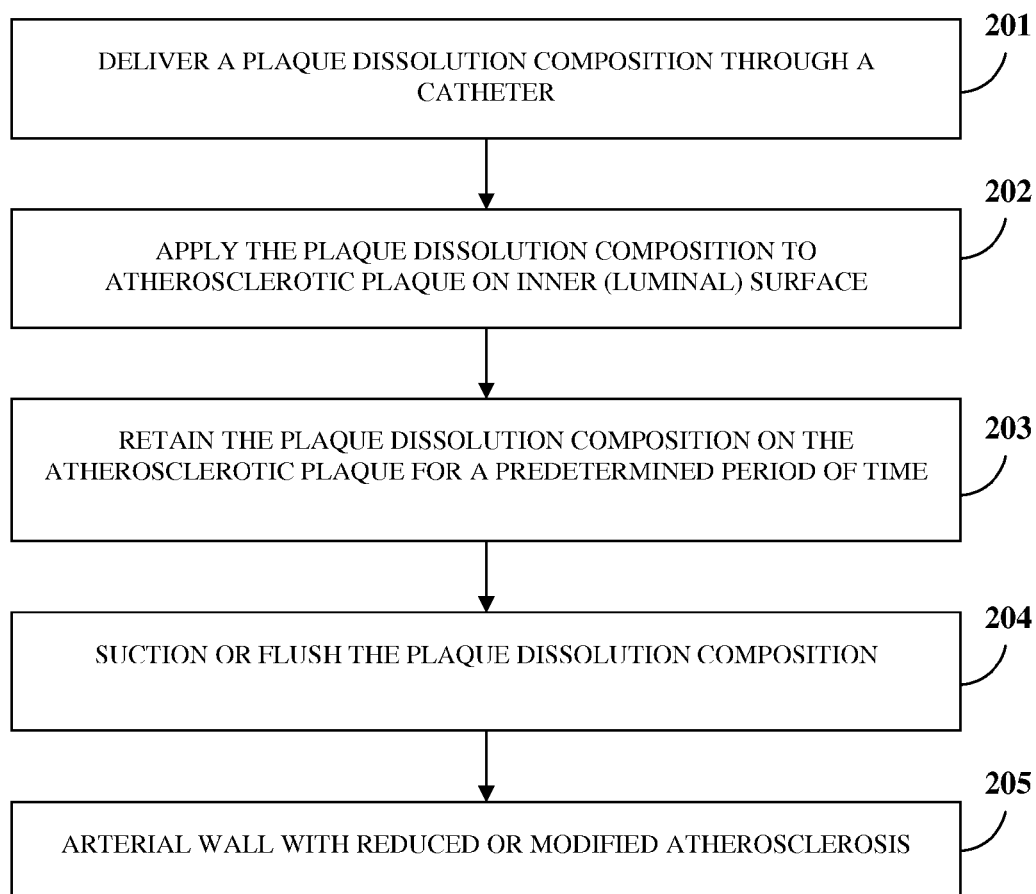 201
DELIVER A PLAQUE DISSOLUTION COMPOSITION THROUGH A
CATHETER
202
APPLY THE PLAQUE DISSOLUTION COMPOSITION TO
ATHEROSCLEROTIC PLAQUE ON INNER (LUMINAL) SURFACE
203
RETAIN THE PLAQUE DISSOLUTION COMPOSITION ON THE
ATHEROSCLEROTIC PLAQUE FOR A PREDETERMINED PERIOD OF TIME
204
SUCTION OR FLUSH THE PLAQUE DISSOLUTION COMPOSITION
205
ARTERIAL WALL WITH REDUCED OR MODIFIED ATHEROSCLEROSIS